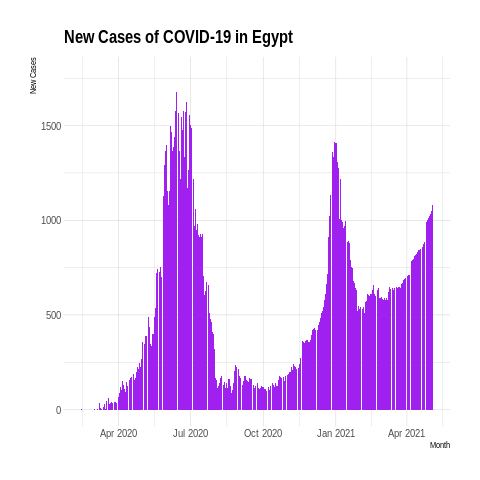 New Cases of COVID-19 in Egypt
New Cases
1500
1000
500
0
Apr 2020 Jul 2020 Oct 2020 Jan 2021 Apr 2021
Month